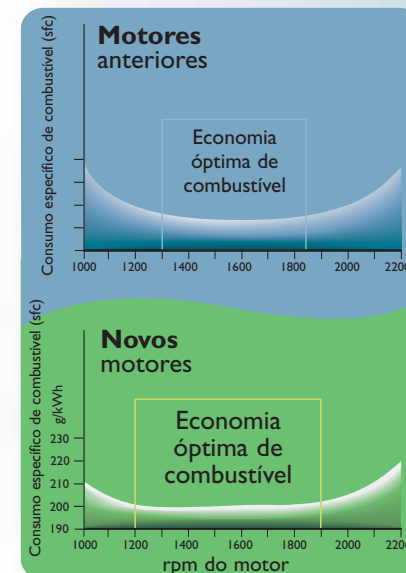 Motores
anteriores
Consumo específico de combustível (sfc)
Economia
óptima de
combustível
1000 1200 1400 1600 1800 2000 2200
Novos
motores
Consumo específico de combustível (sfc)
g/kWh
Economia
óptima de
combustível
230
220
210
200
190
1000 1200 1400 1600 1800 2000 2200
rpm do motor